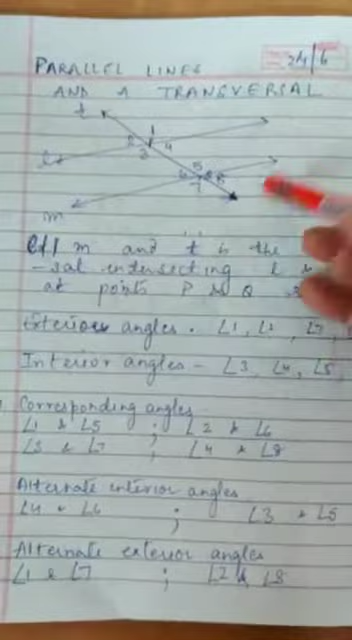 24/6
PARALLEL LINES
AND A TRANSVERSAL
t
1
2 4
l 3
5
6 8
7
m
l || m and t is the
-sal intersecting l &
at points P & Q
Exterior angles - ∠1, ∠2, ∠7,
Interior angles - ∠3, ∠4, ∠5,
Corresponding angles
∠1 & ∠5 ; ∠2 & ∠6
∠3 & ∠7 ; ∠4 & ∠8
Alternate interior angles
∠4 & ∠6 ; ∠3 & ∠5
Alternate exterior angles
∠1 & ∠7 ; ∠2 & ∠8